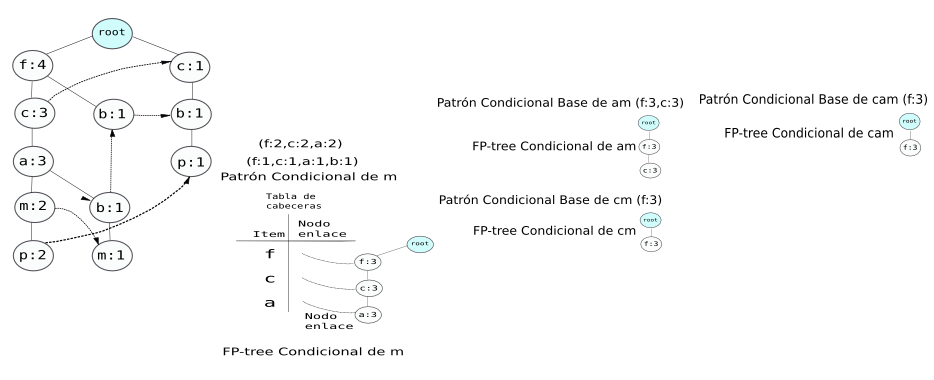 root
f:4
c:1
c:3
b:1
b:1
a:3
p:1
m:2
b:1
p:2
m:1
(f:2,c:2,a:2)
(f:1,c:1,a:1,b:1)
Patrón Condicional de m
Tabla de
cabeceras
Item
Nodo
enlace
f
c
a
root
f:3
c:3
a:3
Nodo
enlace
FP-tree Condicional de m
Patrón Condicional Base de am (f:3,c:3)
root
FP-tree Condicional de am
f:3
c:3
Patrón Condicional Base de cm (f:3)
root
FP-tree Condicional de cm
f:3
Patrón Condicional Base de cam (f:3)
root
FP-tree Condicional de cam
f:3